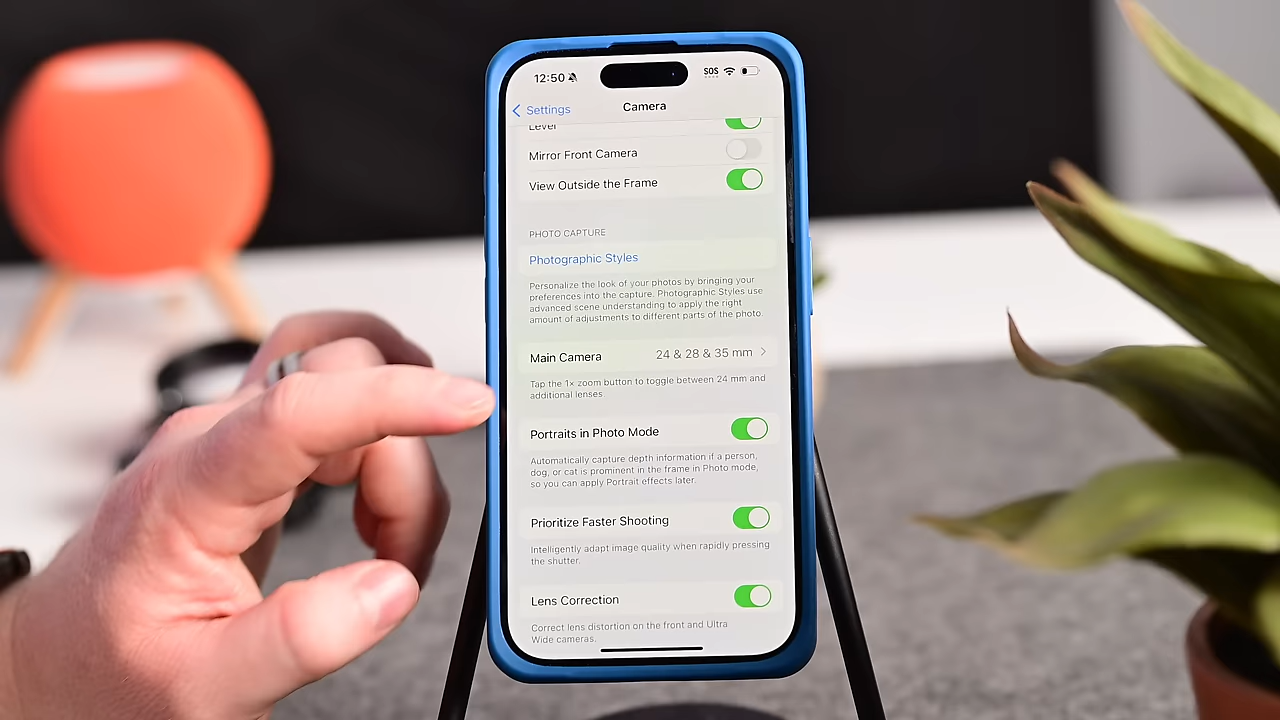 12:50
SOS
Settings
Camera
Level
Mirror Front Camera
View Outside the Frame
PHOTO CAPTURE
Photographic Styles
Personalize the look of your photos by bringing your
preferences into the capture. Photographic Styles use
advanced scene understanding to apply the right
amount of adjustments to different parts of the photo.
Main Camera 24 & 28 & 35 mm
Tap the 1x zoom button to toggle between 24 mm and
additional lenses
Portraits in Photo Mode
Automatically capture depth information if a person,
dog, or cat is prominent in the frame in Photo mode,
so you can apply Portrait effects later.
Prioritize Faster Shooting
Intelligently adapt image quality when rapidly pressing
the shutter.
Lens Correction
Correct lens distortion on the front and Ultra
Wide cameras.